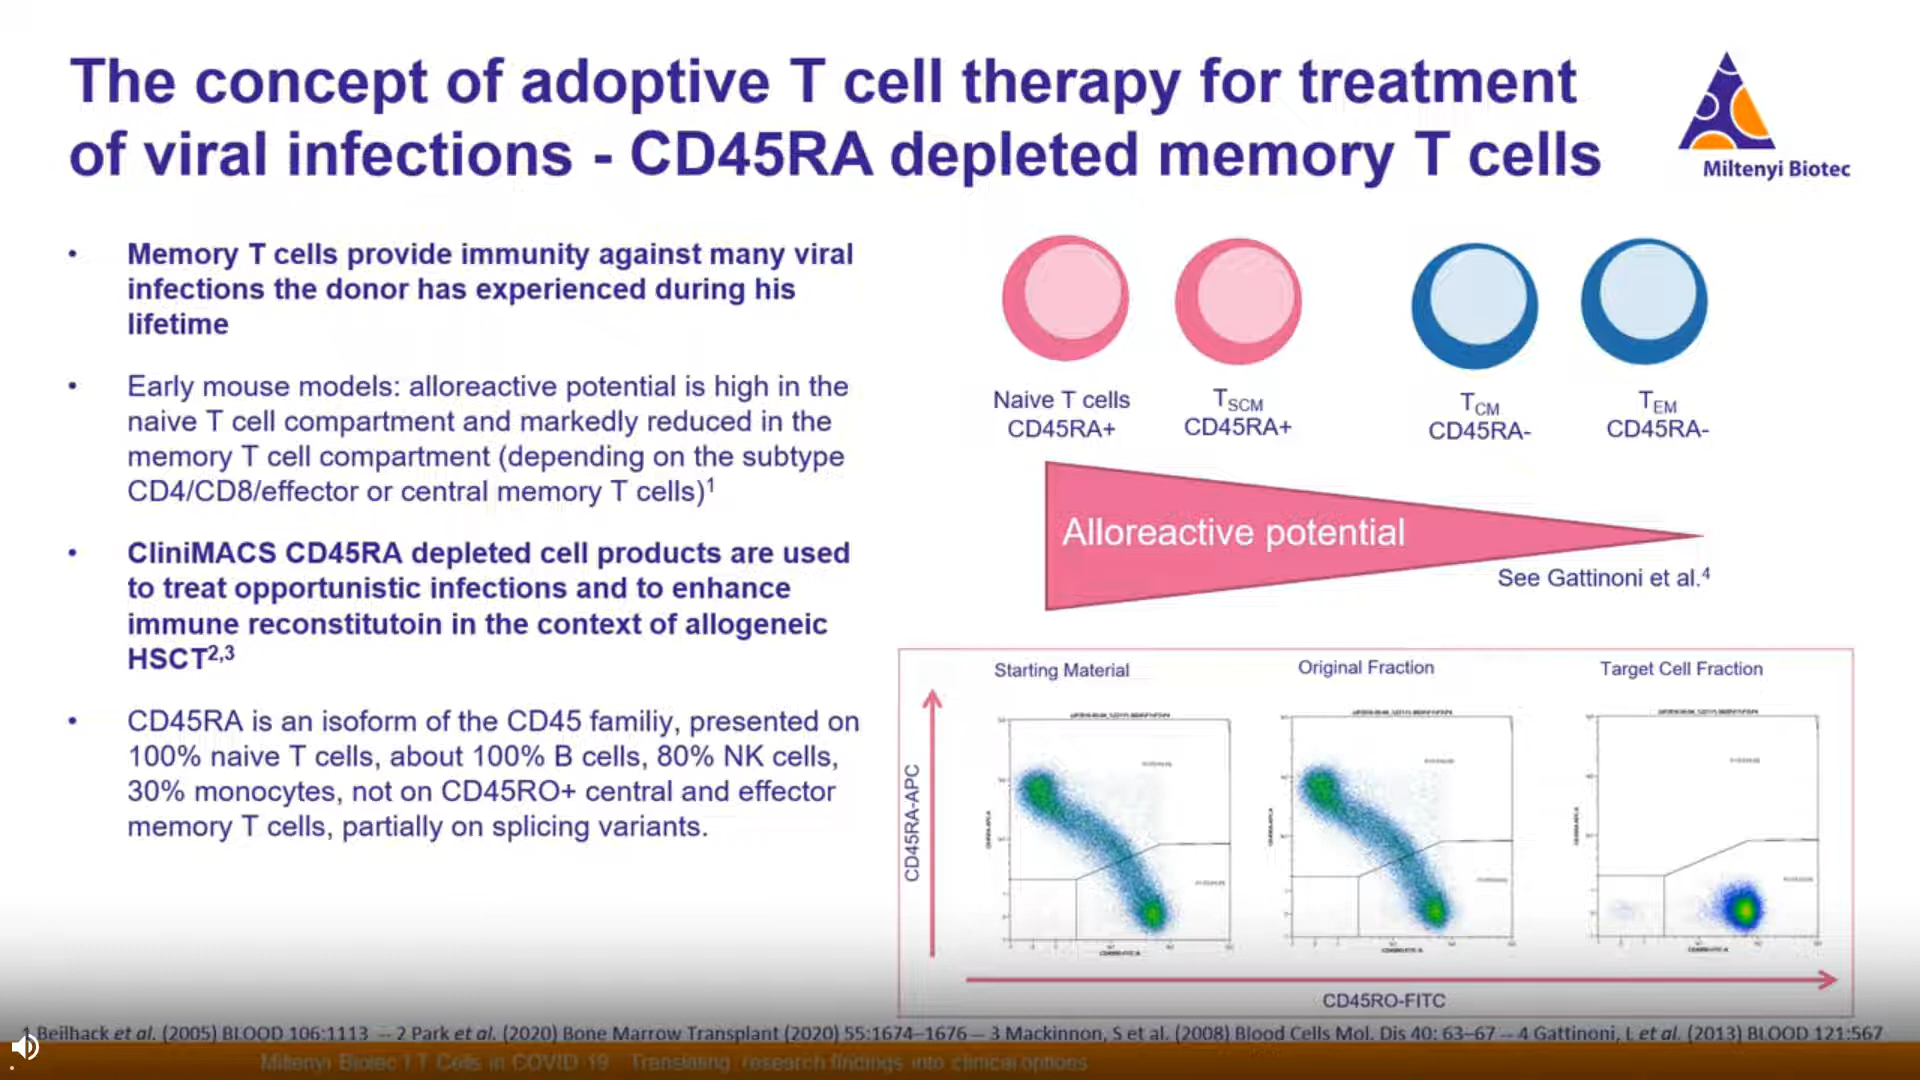 The concept of adoptive T cell therapy for treatment
of viral infections - CD45RA depleted memory T cells
Miltenyi Biotec
• Memory T cells provide immunity against many viral
infections the donor has experienced during his
lifetime
• Early mouse models: alloreactive potential is high in the
naive T cell compartment and markedly reduced in the
memory T cell compartment (depending on the subtype
CD4/CD8/effector or central memory T cells)1
• CliniMACS CD45RA depleted cell products are used
to treat opportunistic infections and to enhance
immune reconstitutoin in the context of allogeneic
HSCT2,3
• CD45RA is an isoform of the CD45 familiy, presented on
100% naive T cells, about 100% B cells, 80% NK cells,
30% monocytes, not on CD45RO+ central and effector
memory T cells, partially on splicing variants.
Naive T cells
CD45RA+
TSCM
CD45RA+
TCM
CD45RA-
TEM
CD45RA-
Alloreactive potential
See Gattinoni et al.4
Starting Material
Original Fraction
Target Cell Fraction
CD45RA-APC
CD45RO-FITC
1 Beilhack et al. (2005) BLOOD 106:1113 -- 2 Park et al. (2020) Bone Marrow Transplant (2020) 55:1674–1676 -- 3 Mackinnon, S et al. (2008) Blood Cells Mol. Dis 40: 63–67 -- 4 Gattinoni, L et al. (2013) BLOOD 121:567
Miltenyi Biotec I T Cells in COVID-19 Translating research findings into clinical options